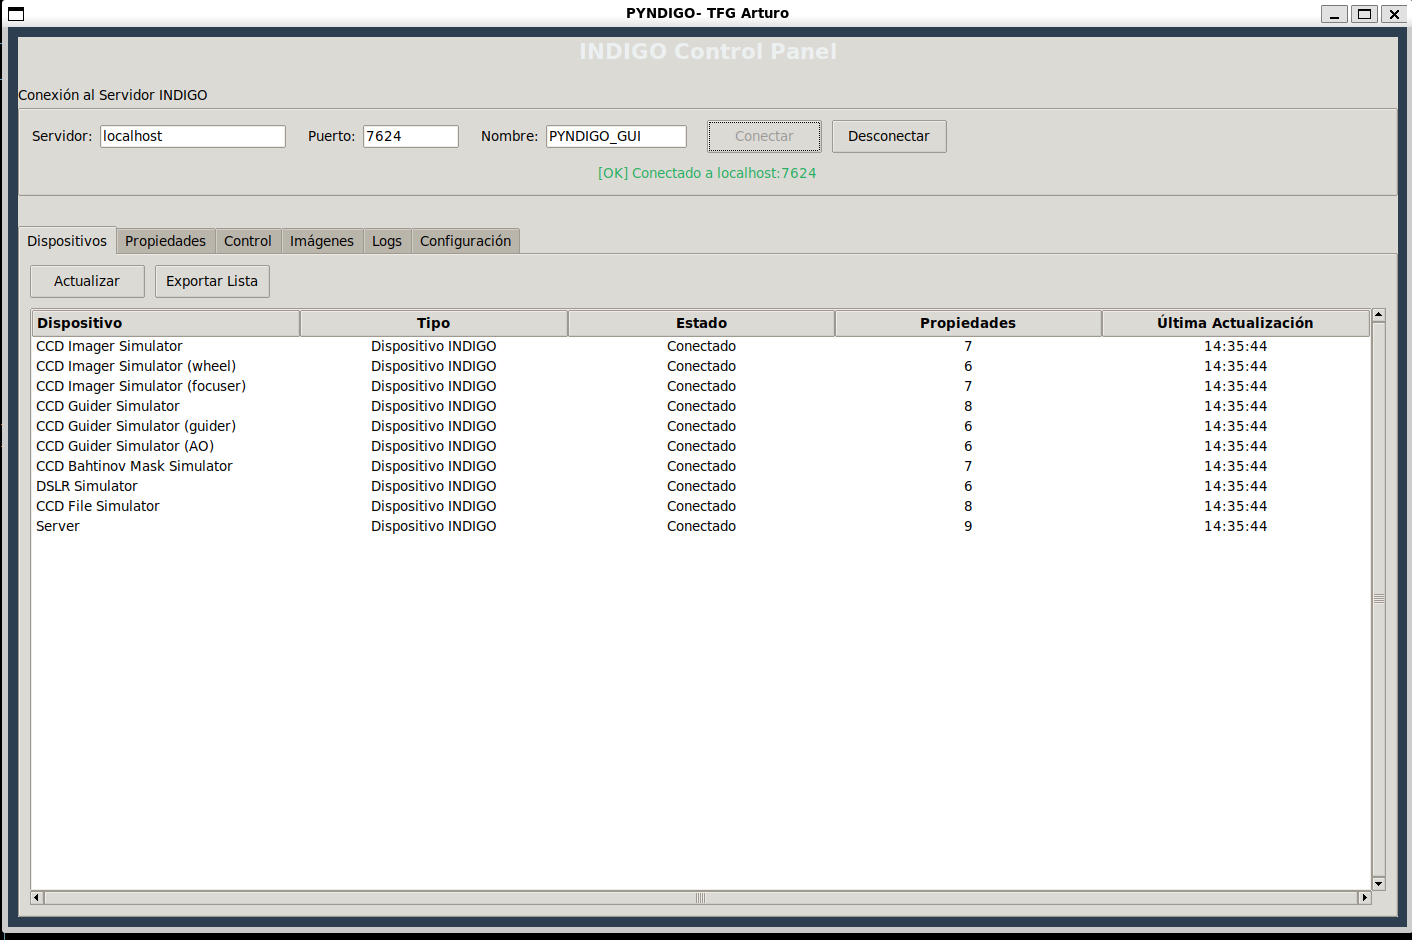 PYNDIGO- TFG Arturo
INDIGO Control Panel
Conexión al Servidor INDIGO
Servidor: localhost Puerto: 7624 Nombre: PYNDIGO_GUI Conectar Desconectar
[OK] Conectado a localhost:7624
Dispositivos Propiedades Control Imágenes Logs Configuración
Actualizar Exportar Lista
Dispositivo Tipo Estado Propiedades Última Actualización
CCD Imager Simulator Dispositivo INDIGO Conectado 7 14:35:44
CCD Imager Simulator (wheel) Dispositivo INDIGO Conectado 6 14:35:44
CCD Imager Simulator (focuser) Dispositivo INDIGO Conectado 7 14:35:44
CCD Guider Simulator Dispositivo INDIGO Conectado 8 14:35:44
CCD Guider Simulator (guider) Dispositivo INDIGO Conectado 6 14:35:44
CCD Guider Simulator (AO) Dispositivo INDIGO Conectado 6 14:35:44
CCD Bahtinov Mask Simulator Dispositivo INDIGO Conectado 7 14:35:44
DSLR Simulator Dispositivo INDIGO Conectado 6 14:35:44
CCD File Simulator Dispositivo INDIGO Conectado 8 14:35:44
Server Dispositivo INDIGO Conectado 9 14:35:44